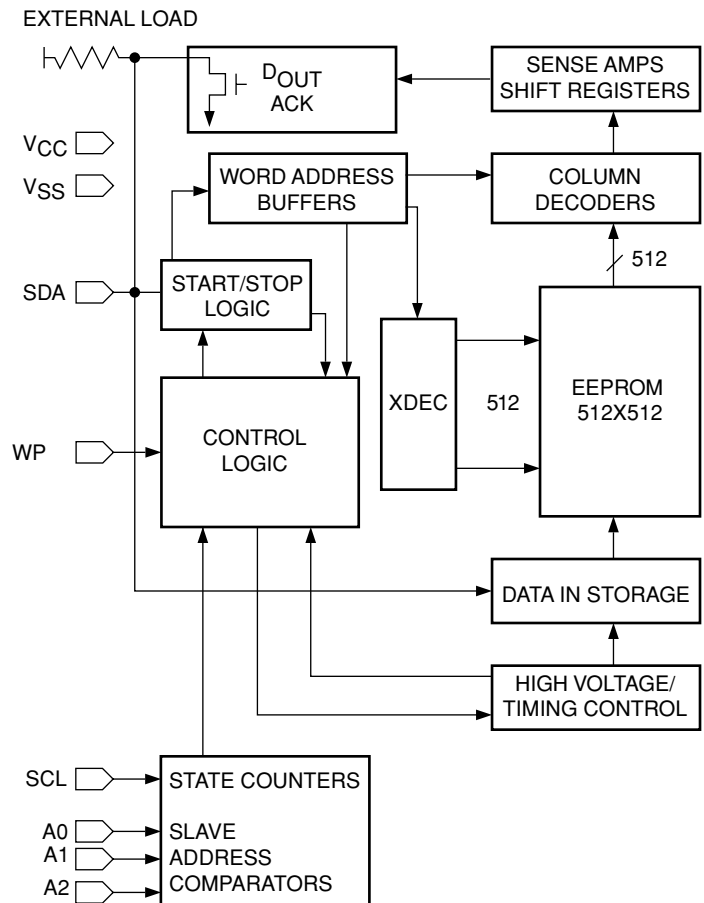 EXTERNAL LOAD
DOUT
ACK
SENSE AMPS
SHIFT REGISTERS
VCC
VSS
WORD ADDRESS
BUFFERS
COLUMN
DECODERS
512
SDA
START/STOP
LOGIC
XDEC
512
EEPROM
512X512
WP
CONTROL
LOGIC
DATA IN STORAGE
HIGH VOLTAGE/
TIMING CONTROL
SCL
STATE COUNTERS
A0
SLAVE
A1
ADDRESS
A2
COMPARATORS